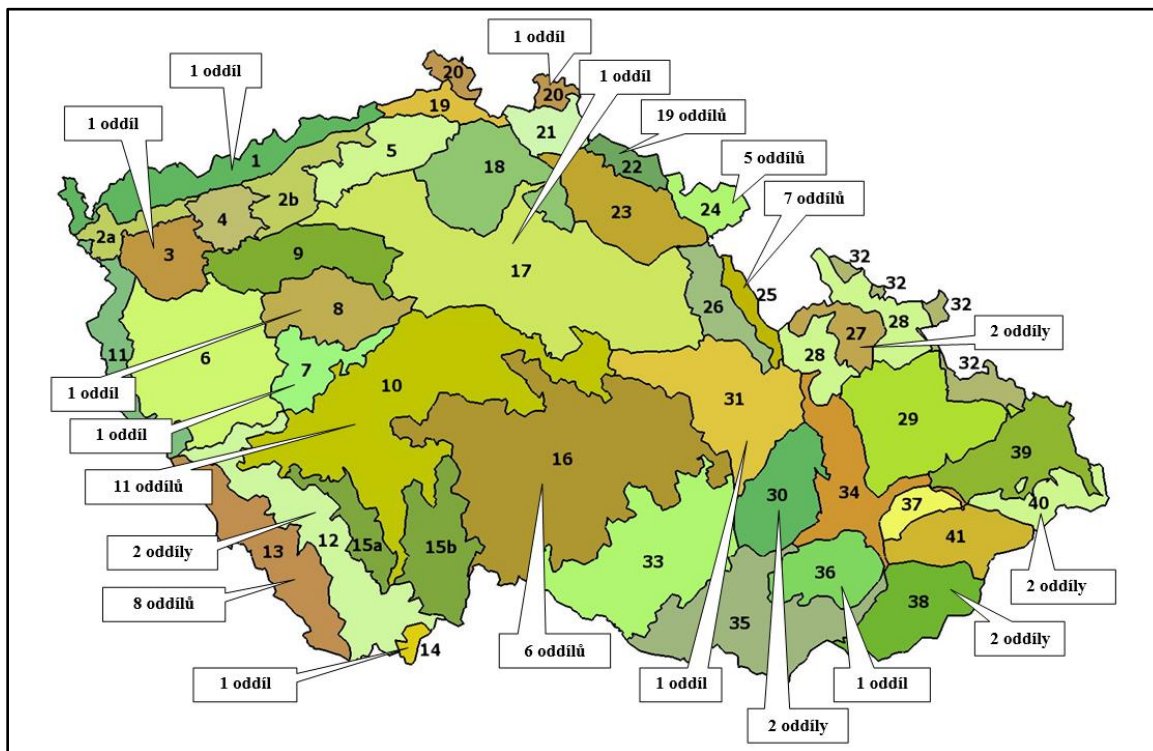 1 oddíl
1 oddíl
1 oddíl
1 oddíl
19 oddílů
5 oddílů
7 oddílů
20
20
19
21
1
5
18
22
24
4
2b
23
2a
3
9
17
32
32
32
26
25
28
8
27
28
2 oddíly
11
6
7
10
32
1 oddíl
31
29
1 oddíl
16
39
11 oddílů
34
37
40
30
2 oddíly
12
15a
15b
13
33
36
41
8 oddílů
38
2 oddíly
35
2 oddíly
14
6 oddílů
1 oddíl
1 oddíl
1 oddíl
2 oddíly